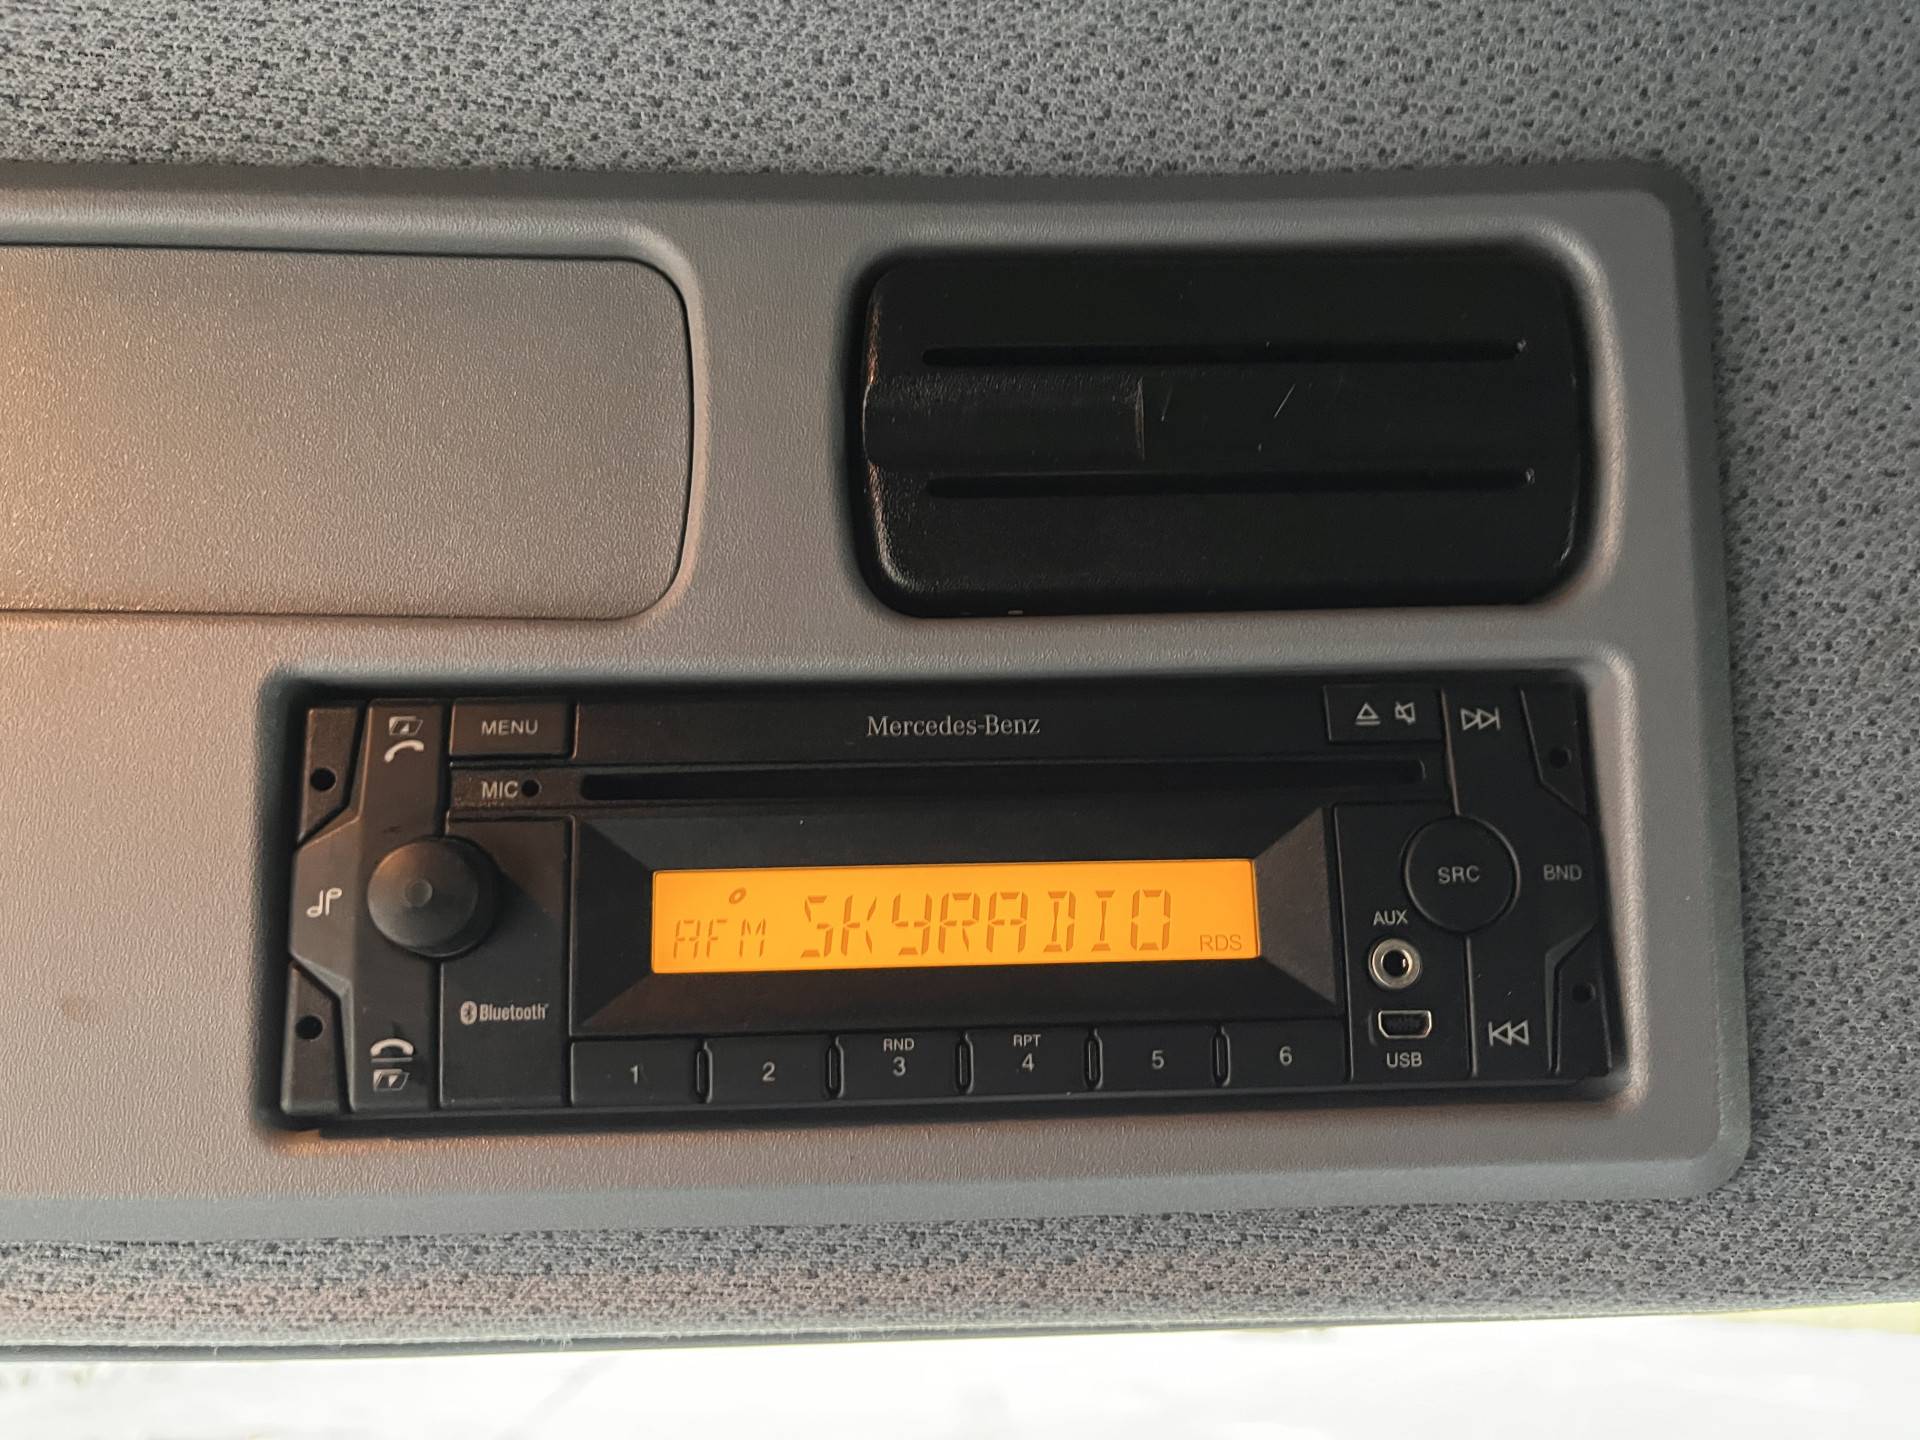 MENU
Mercedes-Benz
MIC
SRC
BND
AFM SKYRADIO RDS
AUX
Bluetooth
RND
RPT
1
2
3
4
5
6
USB